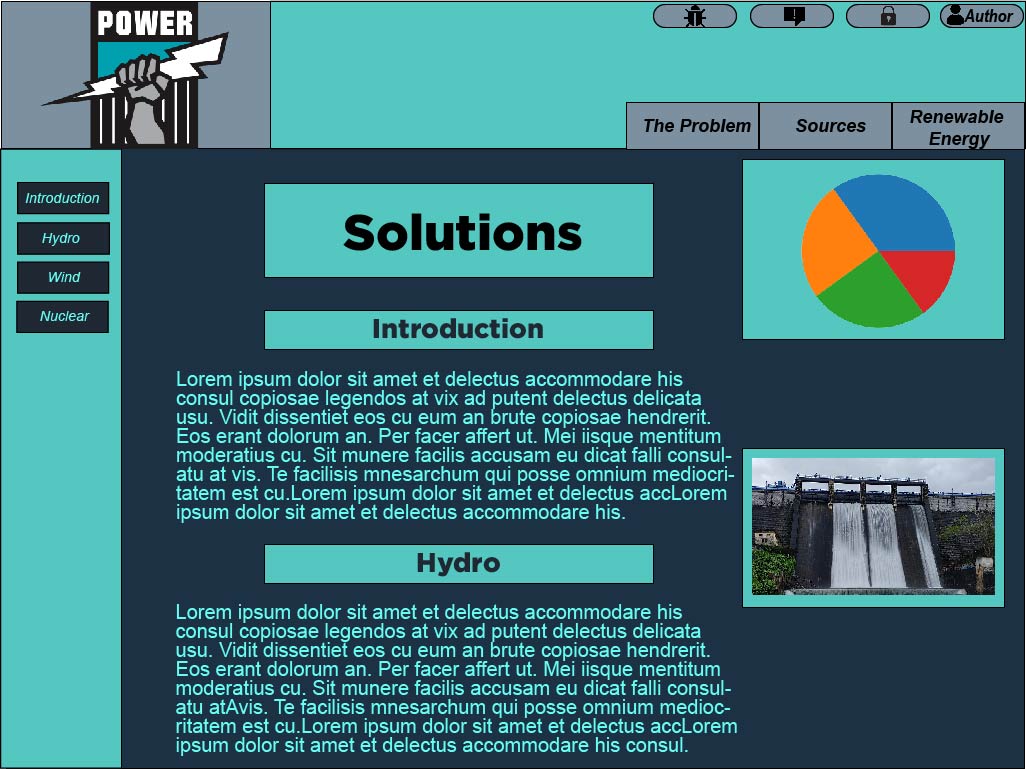 POWER
Author
The Problem
Sources
Renewable
Energy
Introduction
Hydro
Wind
Nuclear
Solutions
Introduction
Lorem ipsum dolor sit amet et delectus accommodare his
consul copiosae legendos at vix ad putent delectus delicata
usu. Vidit dissentiet eos cu eum an brute copiosae hendrerit.
Eos erant dolorum an. Per facer affert ut. Mei iisque mentitum
moderatius cu. Sit munere facilis accusam eu dicat falli consul-
atu at vis. Te facilisis mnesarchum qui posse omnium mediocri-
tatem est cu.Lorem ipsum dolor sit amet et delectus accLorem
ipsum dolor sit amet et delectus accommodare his.
Hydro
Lorem ipsum dolor sit amet et delectus accommodare his
consul copiosae legendos at vix ad putent delectus delicata
usu. Vidit dissentiet eos cu eum an brute copiosae hendrerit.
Eos erant dolorum an. Per facer affert ut. Mei iisque mentitum
moderatius cu. Sit munere facilis accusam eu dicat falli consul-
atu atAvis. Te facilisis mnesarchum qui posse omnium medioc-
ritatem est cu.Lorem ipsum dolor sit amet et delectus accLorem
ipsum dolor sit amet et delectus accommodare his consul.